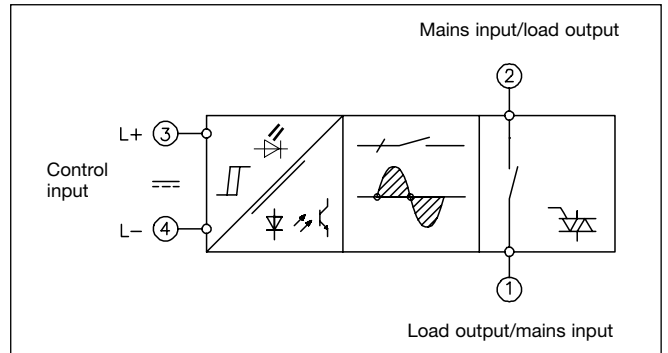 Mains input/load output
2
L+ 3
Control
input
L− 4
1
Load output/mains input